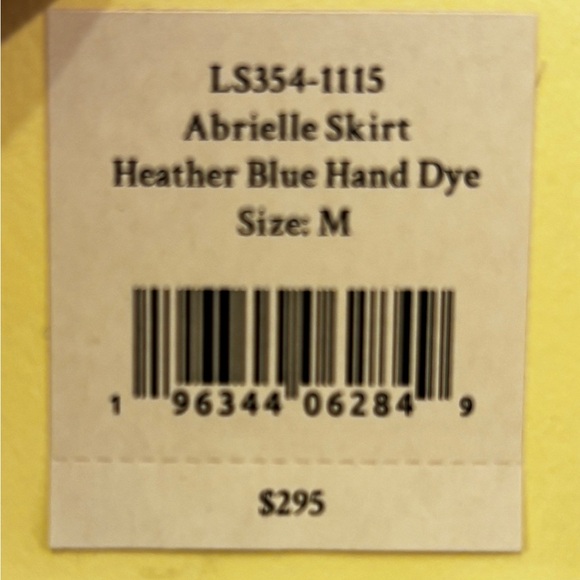 LS354-1115
Abrielle Skirt
Heather Blue Hand Dye
Size: M
1 96344 06284 9
$295